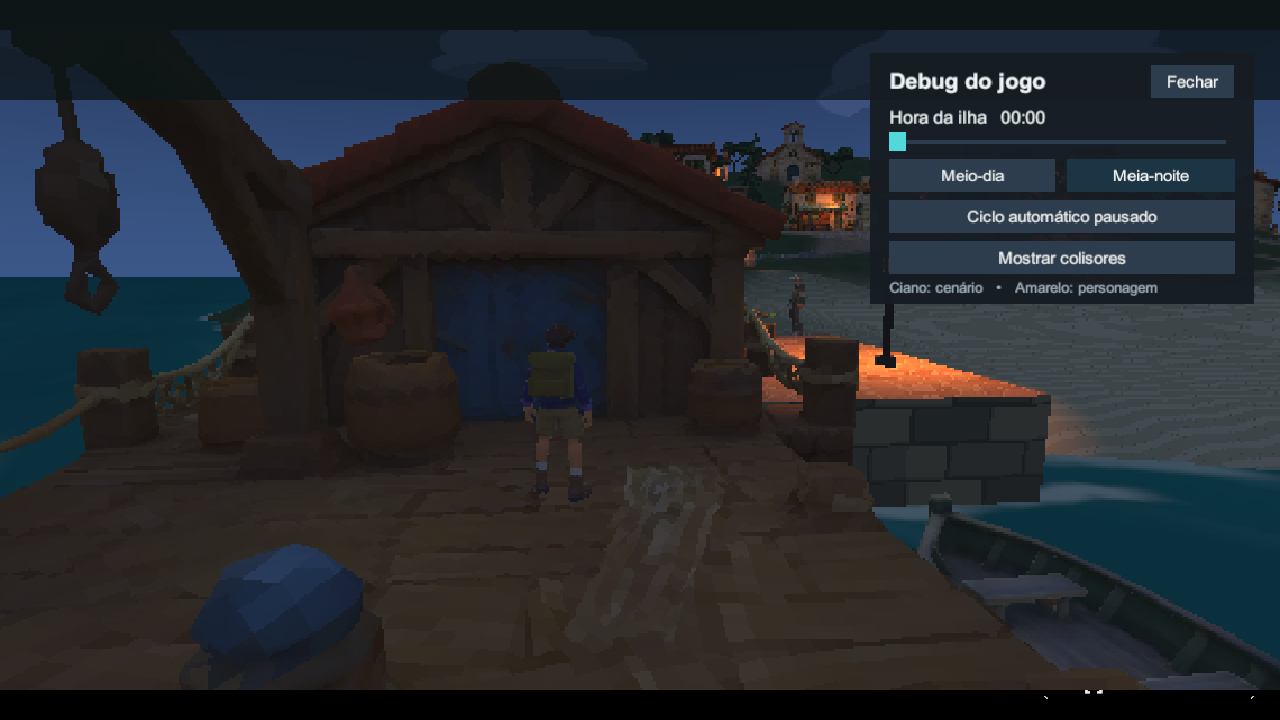 Debug do jogo
Fechar
Hora da ilha 00:00
Meio-dia
Meia-noite
Ciclo automático pausado
Mostrar colisores
Ciano: cenário • Amarelo: personagem